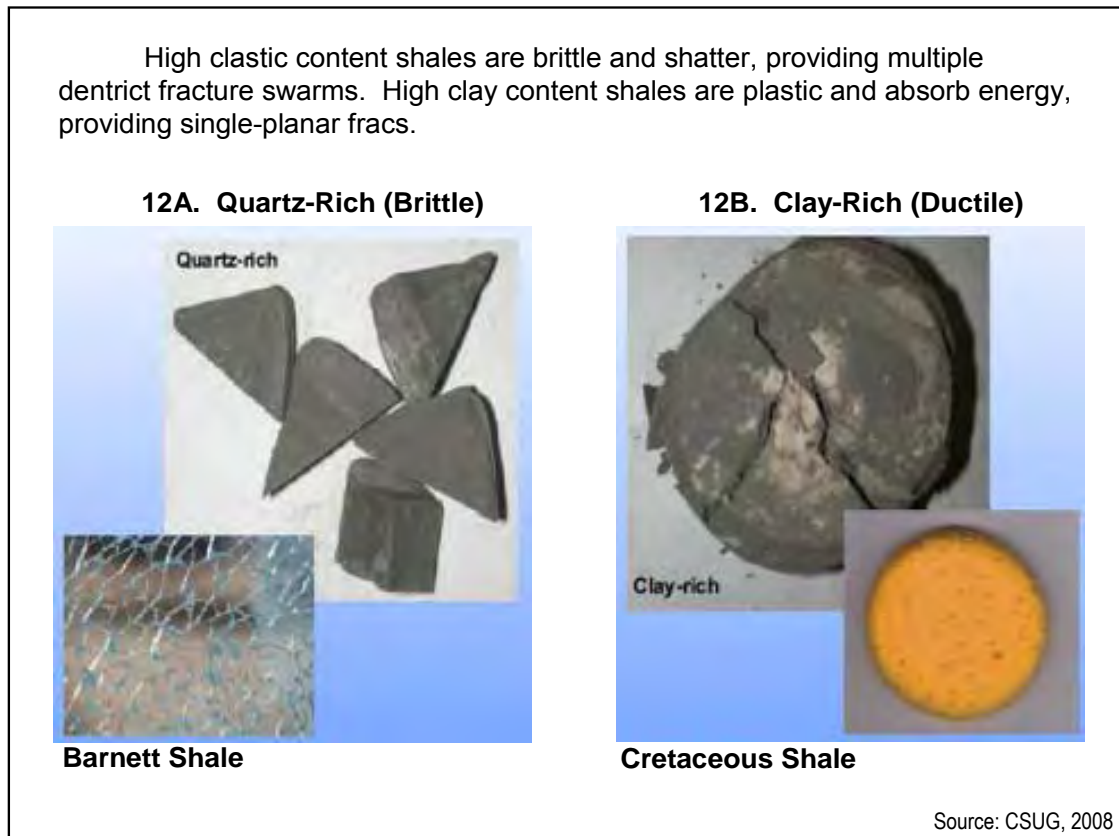 High clastic content shales are brittle and shatter, providing multiple
dentrict fracture swarms. High clay content shales are plastic and absorb energy,
providing single-planar fracs.
12A. Quartz-Rich (Brittle)
12B. Clay-Rich (Ductile)
Quartz-rich
Clay-rich
Barnett Shale
Cretaceous Shale
Source: CSUG, 2008